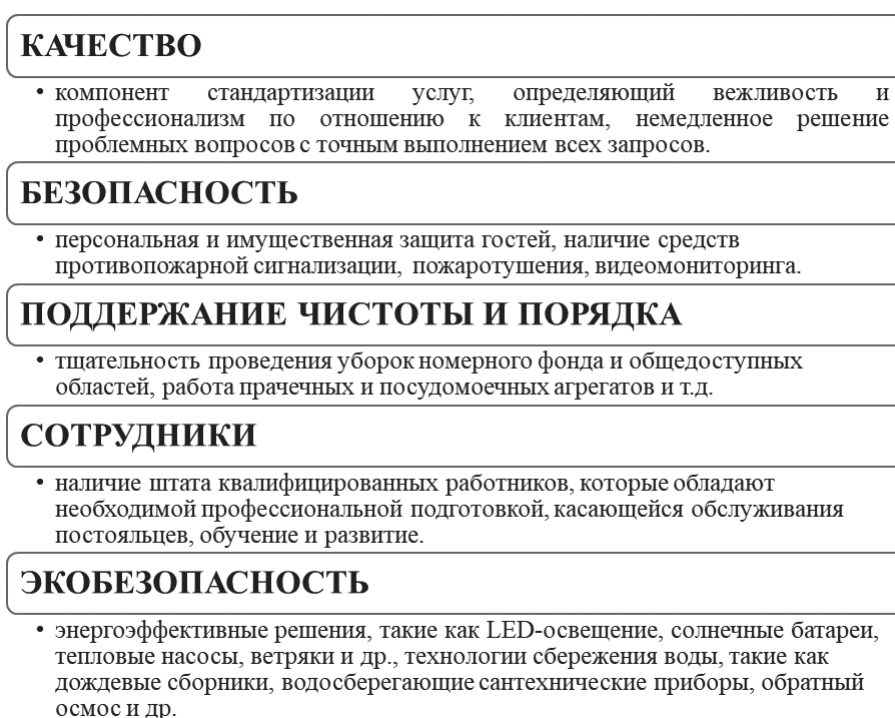 КАЧЕСТВО
• компонент стандартизации услуг, определяющий вежливость и
профессионализм по отношению к клиентам, немедленное решение
проблемных вопросов с точным выполнением всех запросов.
БЕЗОПАСНОСТЬ
• персональная и имущественная защита гостей, наличие средств
противопожарной сигнализации, пожаротушения, видеомониторинга.
ПОДДЕРЖАНИЕ ЧИСТОТЫ И ПОРЯДКА
• тщательность проведения уборок номерного фонда и общедоступных
областей, работа прачечных и посудомоечных агрегатов и т.д.
СОТРУДНИКИ
• наличие штата квалифицированных работников, которые обладают
необходимой профессиональной подготовкой, касающейся обслуживания
постояльцев, обучение и развитие.
ЭКОБЕЗОПАСНОСТЬ
• энергоэффективные решения, такие как LED-освещение, солнечные батареи,
тепловые насосы, ветряки и др., технологии сбережения воды, такие как
дождевые сборники, водосберегающие сантехнические приборы, обратный
осмос и др.